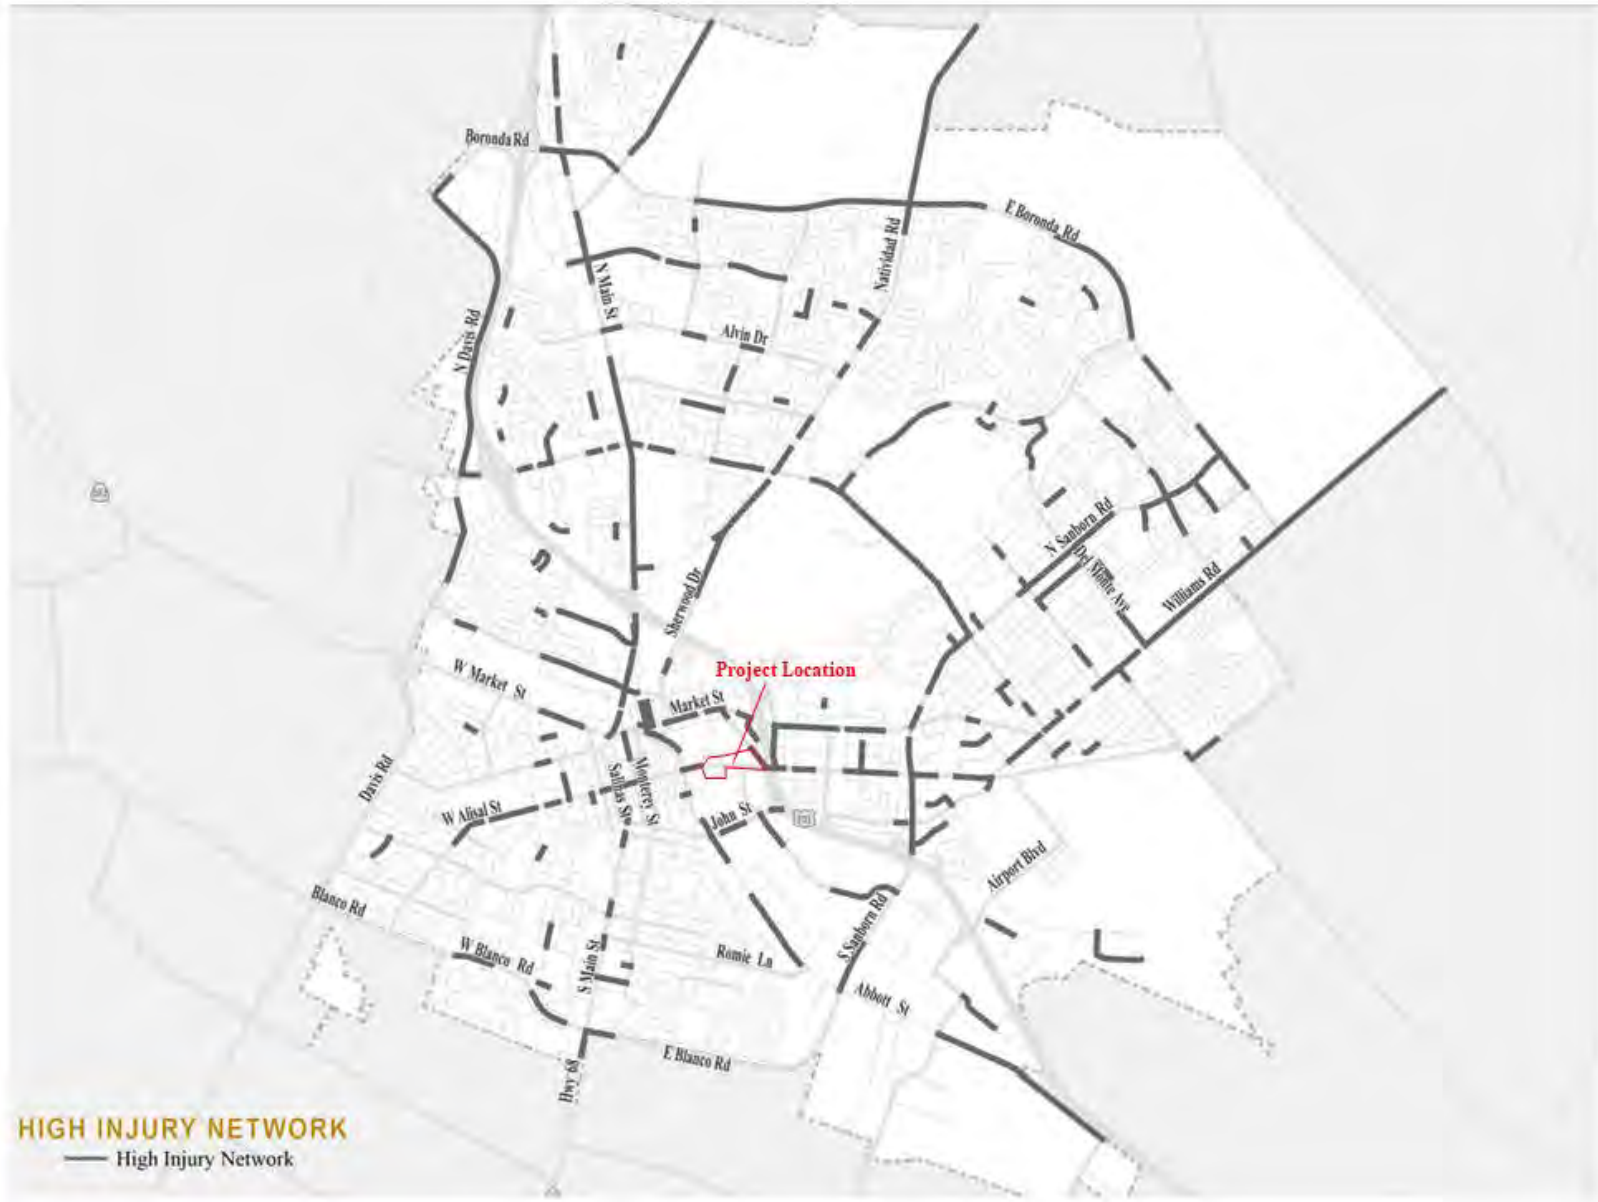 Boronda Rd
E Boronda Rd
Natividad Rd
N Main St
N Davis Rd
Alvin Dr
N Sanborn Rd
Del Monte Ave
Williams Rd
Sherwood Dr
Project Location
W Market St
Market St
Davis Rd
Salinas St
Monterey St
W Alisal St
John St
Airport Blvd
Blanco Rd
S Sanborn Rd
W Blanco Rd
S Main St
Romie Ln
Abbott St
E Blanco Rd
Hwy 68
HIGH INJURY NETWORK
High Injury Network